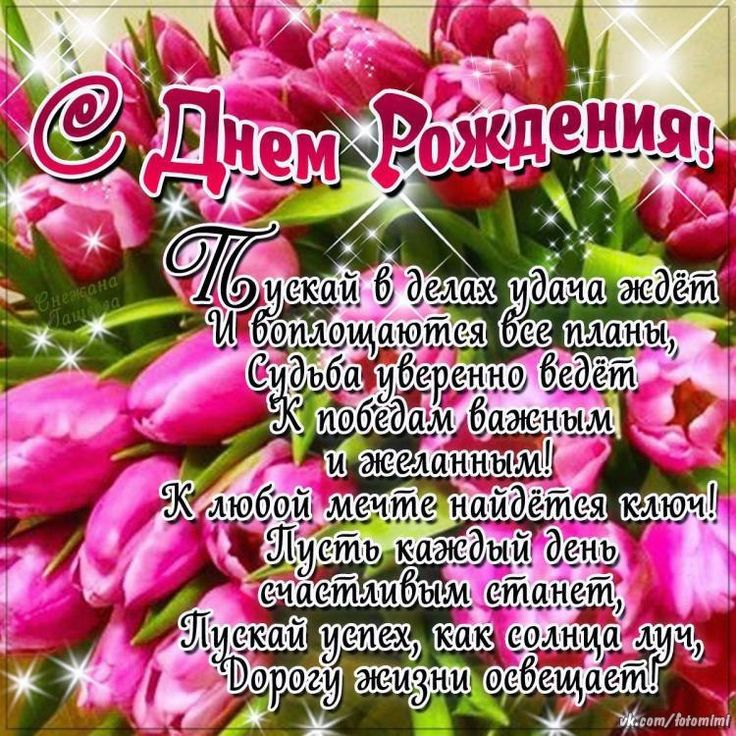 С Днем Рождения!
Пускай в делах удача ждёт
И воплощаются все планы,
Судьба уверенно ведёт
К победам важным
и желанным!
К любой мечте найдётся ключ!
Пусть каждый день
счастливым станет,
Пускай успех, как солнца луч,
Дорогу жизни освещает!
Снежана
vk.com/fotomimi